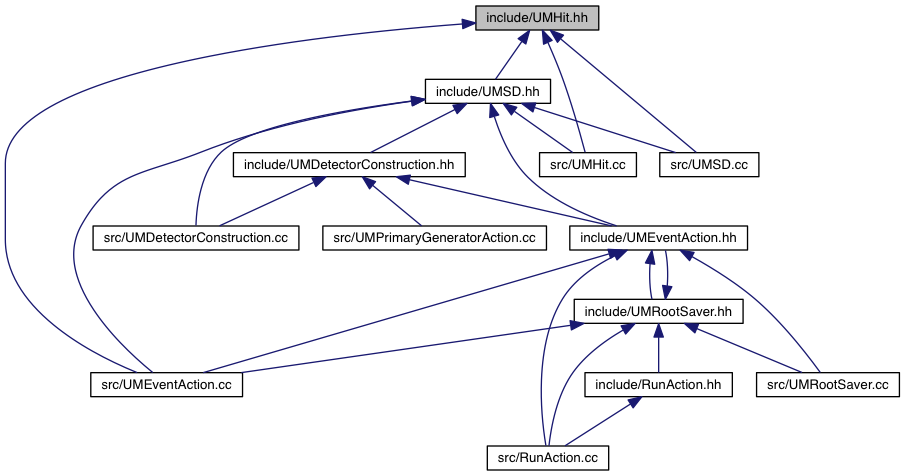 include/UMHit.hh
include/UMSD.hh
include/UMDetectorConstruction.hh
src/UMHit.cc
src/UMSD.cc
src/UMDetectorConstruction.cc
src/UMPrimaryGeneratorAction.cc
include/UMEventAction.hh
include/UMRootSaver.hh
src/UMEventAction.cc
include/RunAction.hh
src/UMRootSaver.cc
src/RunAction.cc